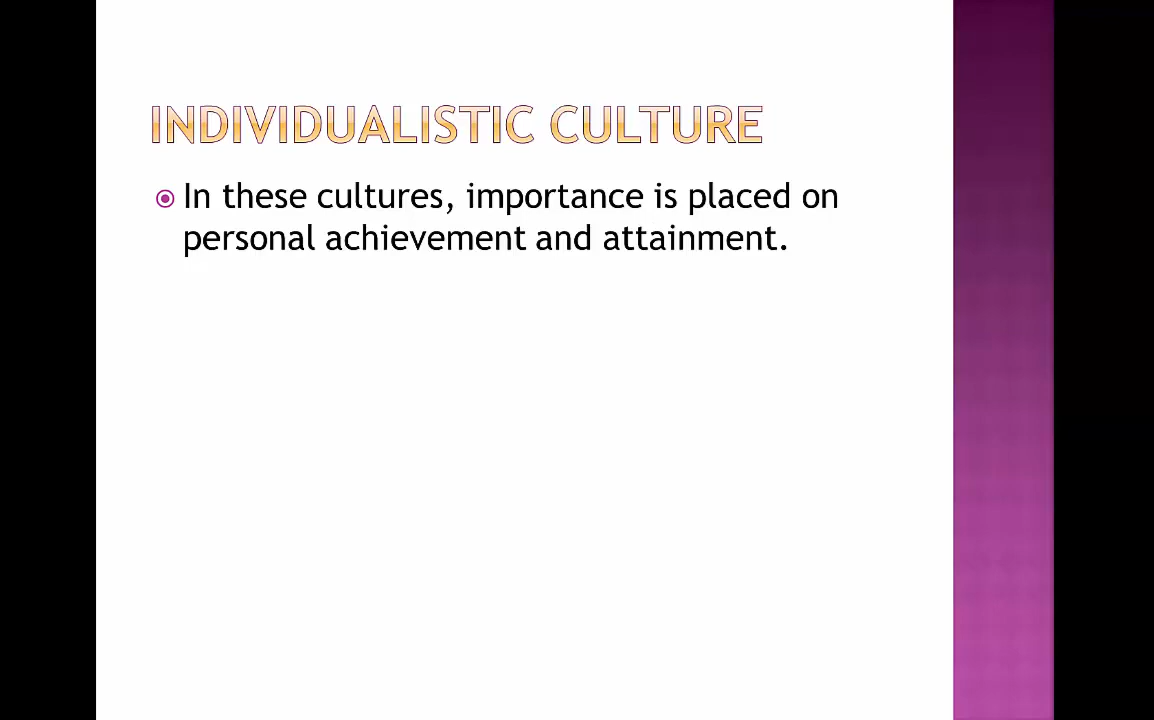 INDIVIDUALISTIC CULTURE
In these cultures, importance is placed on
personal achievement and attainment.